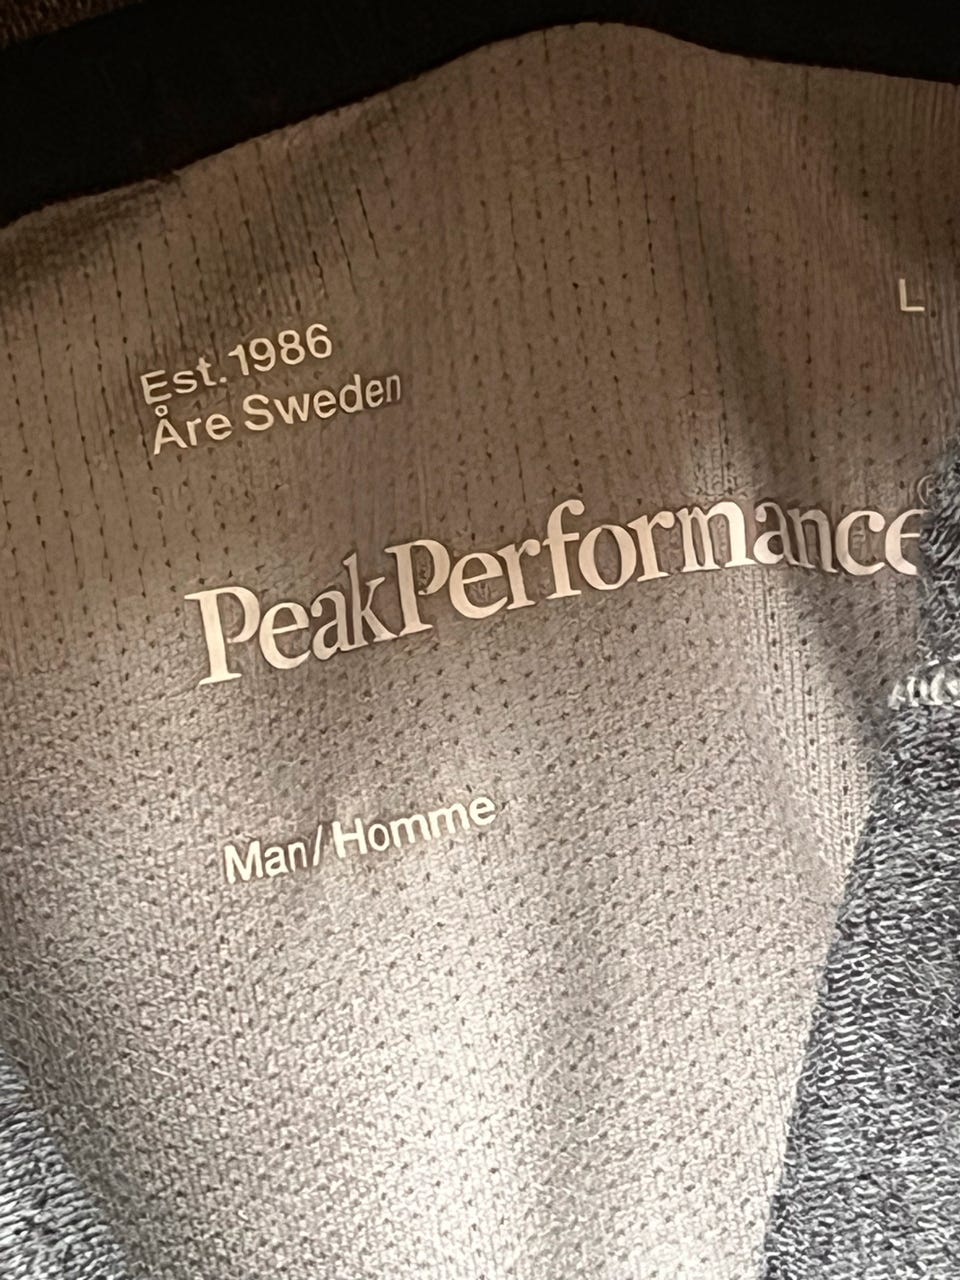 L
Est. 1986
Åre Sweden
PeakPerformance®
Man/Homme